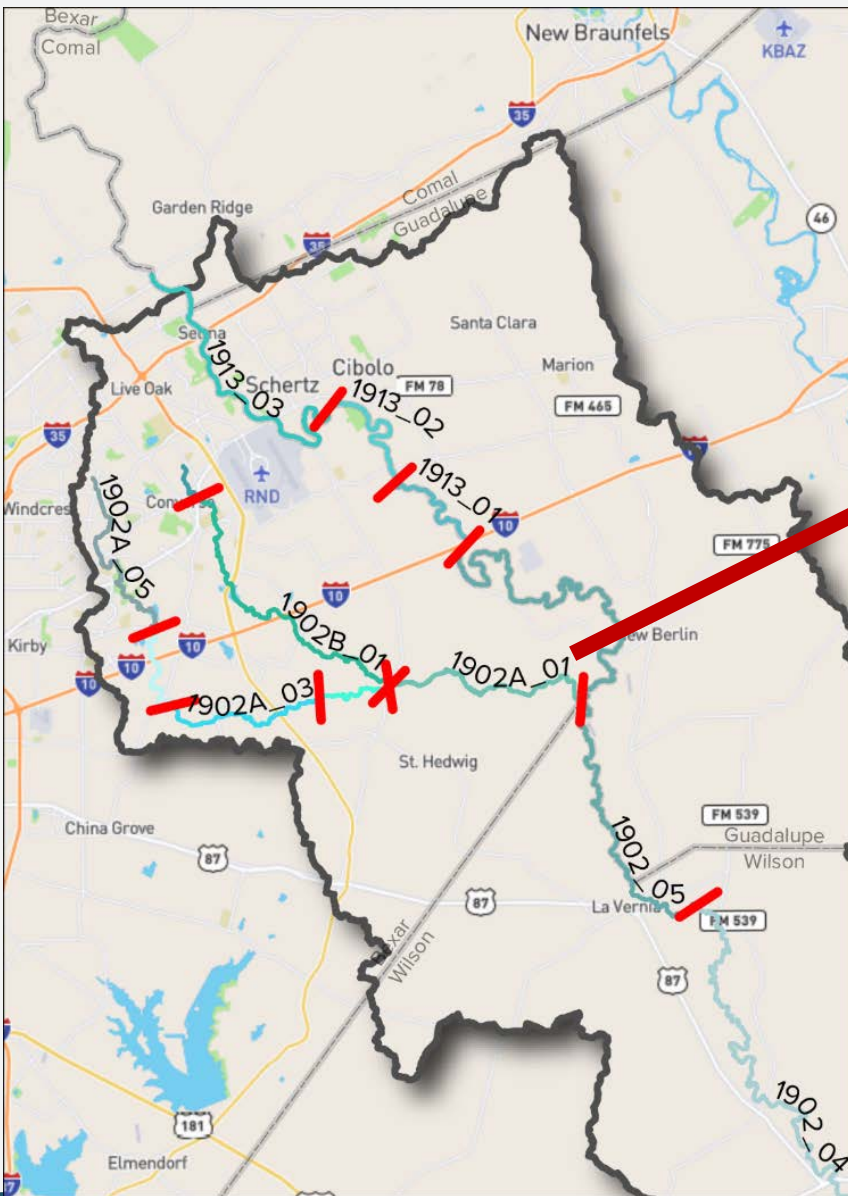 Bexar
Comal
New Braunfels
KBAZ
35
Comal
Guadalupe
Garden Ridge
46
35
Selma
Santa Clara
Cibolo
Marion
Live Oak
1913_03
Schertz
FM 78
1913_02
FM 465
35
RND
1913_01
10
1902A_05
Windcres
10
FM 775
10
Kirby
10
10
1902B_01
1902A_01
New Berlin
1902A_03
St. Hedwig
China Grove
87
FM 539
Guadalupe
Wilson
1902_05
87
La Vernia
FM 539
Bexar
Wilson
87
181
1902_04
Elmendorf
37